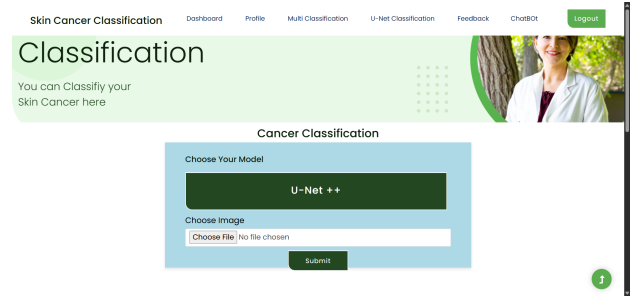 Skin Cancer Classification
Dashboard Profile Multi Classification U-Net Classification Feedback ChatBOt Logout
Classification
You can Classifiy your
Skin Cancer here
Cancer Classification
Choose Your Model
U-Net ++
Choose Image
Choose File No file chosen
Submit